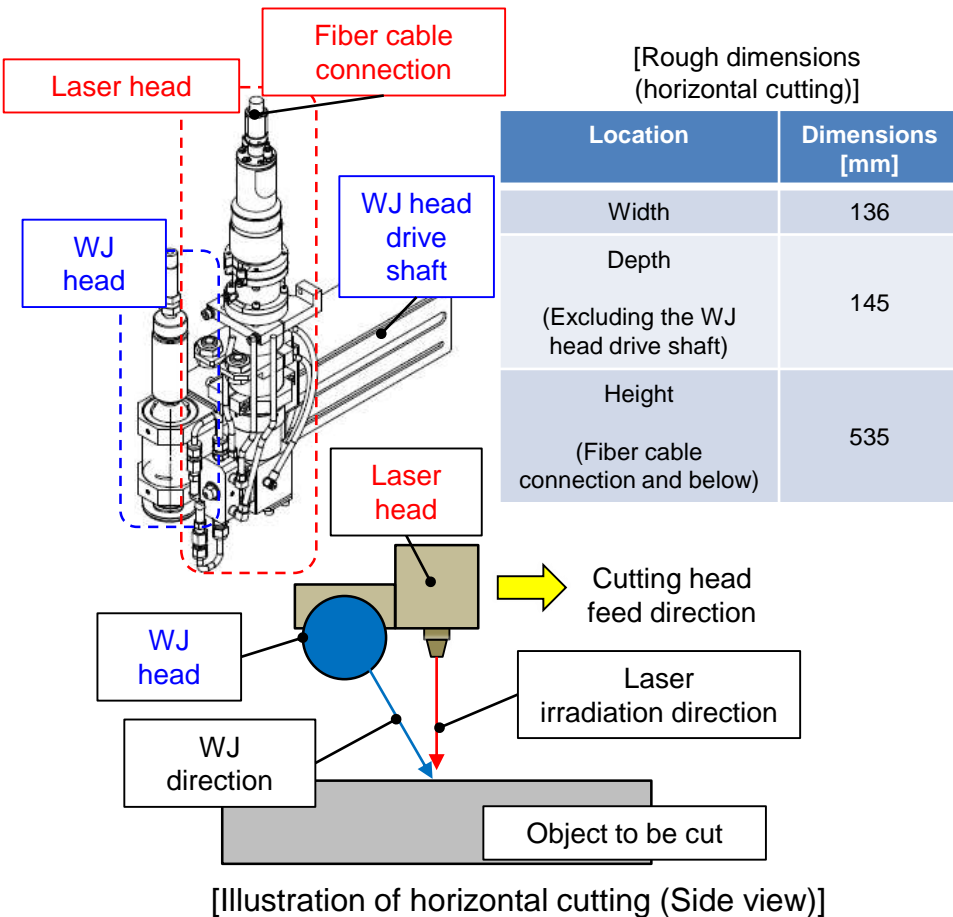 Fiber cable
connection
Laser head
WJ head
drive
shaft
WJ
head
[Rough dimensions
(horizontal cutting)]
Location
Dimensions
[mm]
Width
136
Depth
(Excluding the WJ
head drive shaft)
145
Height
(Fiber cable
connection and below)
535
Laser
head
Cutting head
feed direction
WJ
head
Laser
irradiation direction
WJ
direction
Object to be cut
[Illustration of horizontal cutting (Side view)]